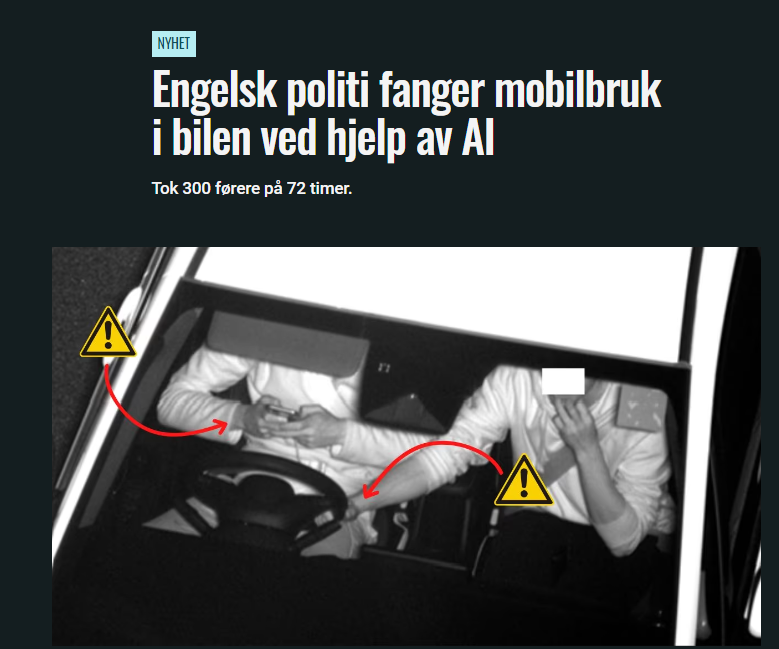 NYHET
Engelsk politi fanger mobilbruk
i bilen ved hjelp av AI
Tok 300 førere på 72 timer.